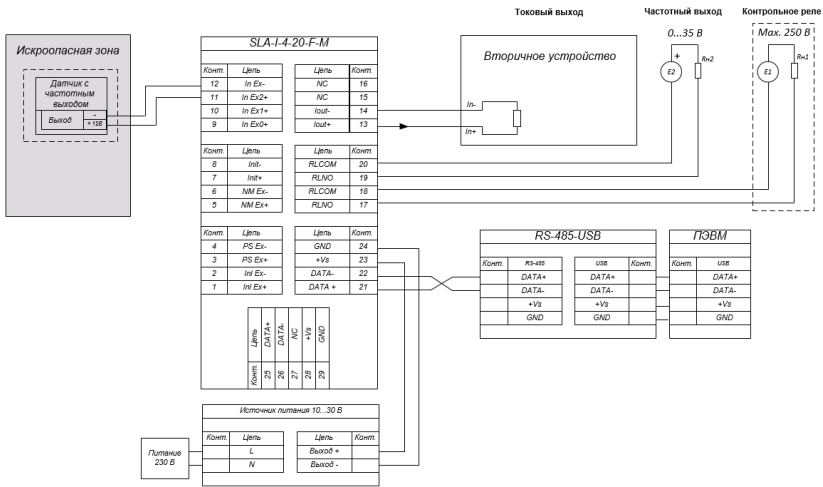 Токовый выход
Частотный выход
Контрольное реле
0...35 В
Max. 250 В
Искроопасная зона
Датчик с
частотным
выходом
Выход
-
+ 12В
SLA-I-4-20-F-M
Конт. Цепь Цепь Конт.
12 In Ex- NC 16
11 In Ex2+ NC 15
10 In Ex1+ Iout- 14
9 In Ex0+ Iout+ 13
Конт. Цепь Цепь Конт.
8 Init- RLCOM 20
7 Init+ RLNO 19
6 NM Ex- RLCOM 18
5 NM Ex+ RLNO 17
Конт. Цепь Цепь Конт.
4 PS Ex- GND 24
3 PS Ex+ +Vs 23
2 InI Ex- DATA- 22
1 InI Ex+ DATA + 21
Цепь DATA+ DATA- NC +Vs GND
Конт. 25 26 27 28 29
Вторичное устройство
In-
In+
+
E2
Rн2
E1
Rн1
RS-485-USB
Конт. RS-485 USB Конт.
DATA+ DATA+
DATA- DATA-
+Vs +Vs
GND GND
ПЭВМ
Конт. USB
DATA+
DATA-
+Vs
GND
Источник питания 10...30 В
Конт. Цепь Цепь Конт.
L Выход +
N Выход -
Питание
230 В